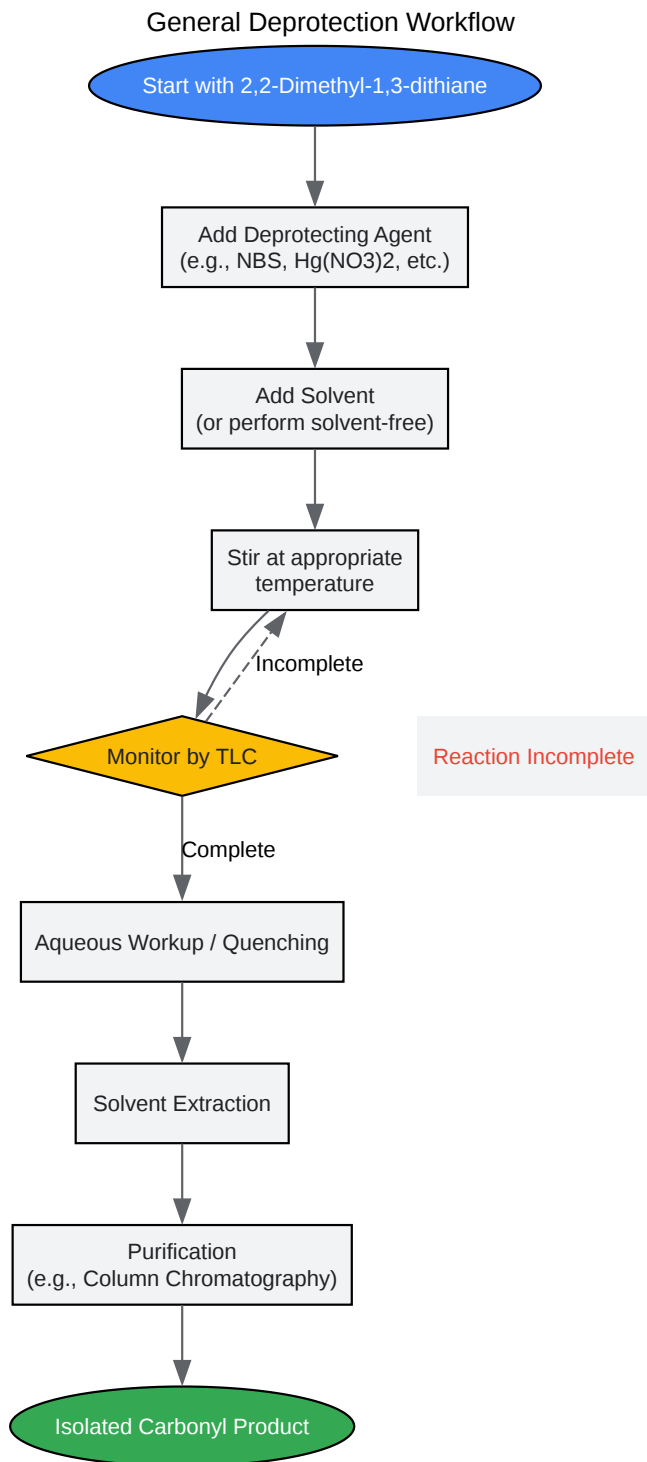 General Deprotection Workflow
Start with 2,2-Dimethyl-1,3-dithiane
Add Deprotecting Agent
(e.g., NBS, Hg(NO3)2, etc.)
Add Solvent
(or perform solvent-free)
Stir at appropriate
temperature
Incomplete
Monitor by TLC
Reaction Incomplete
Complete
Aqueous Workup / Quenching
Solvent Extraction
Purification
(e.g., Column Chromatography)
Isolated Carbonyl Product